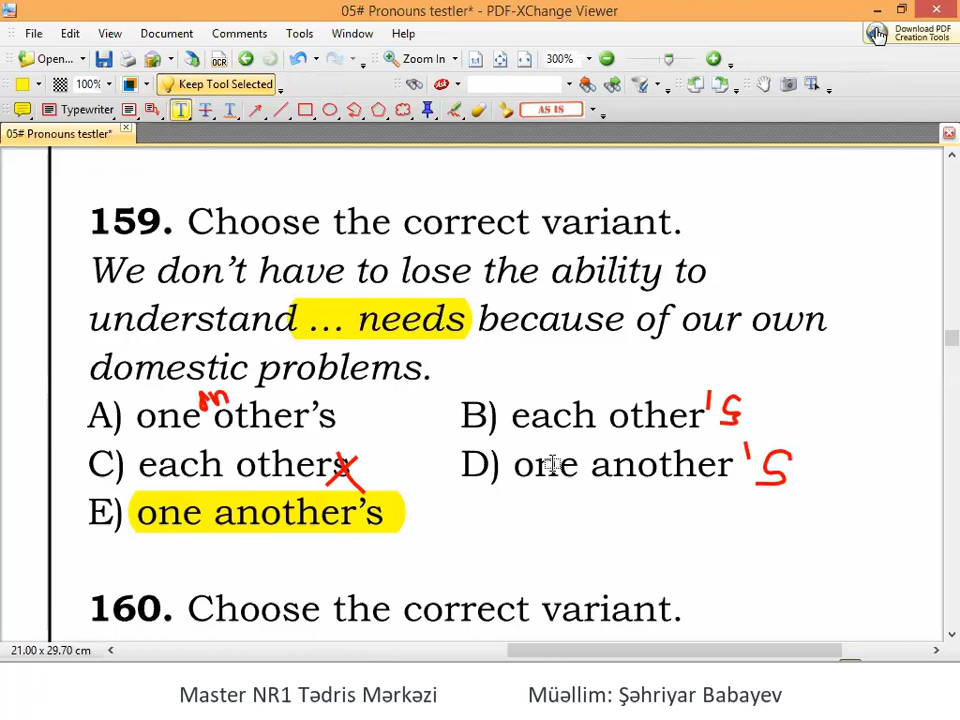 05# Pronouns testler* - PDF-XChange Viewer
File Edit View Document Comments Tools Window Help
Download PDF
Creation Tools
Open... OCR Zoom In 300%
100% Keep Tool Selected
Typewriter T T T AS IS
05# Pronouns testler*
159. Choose the correct variant.
We don't have to lose the ability to
understand ... needs because of our own
domestic problems.
A) one other's B) each other 's
C) each others D) one another 's
E) one another's
160. Choose the correct variant.
21.00 x 29.70 cm
Master NR1 Tədris Mərkəzi Müəllim: Şəhriyar Babayev